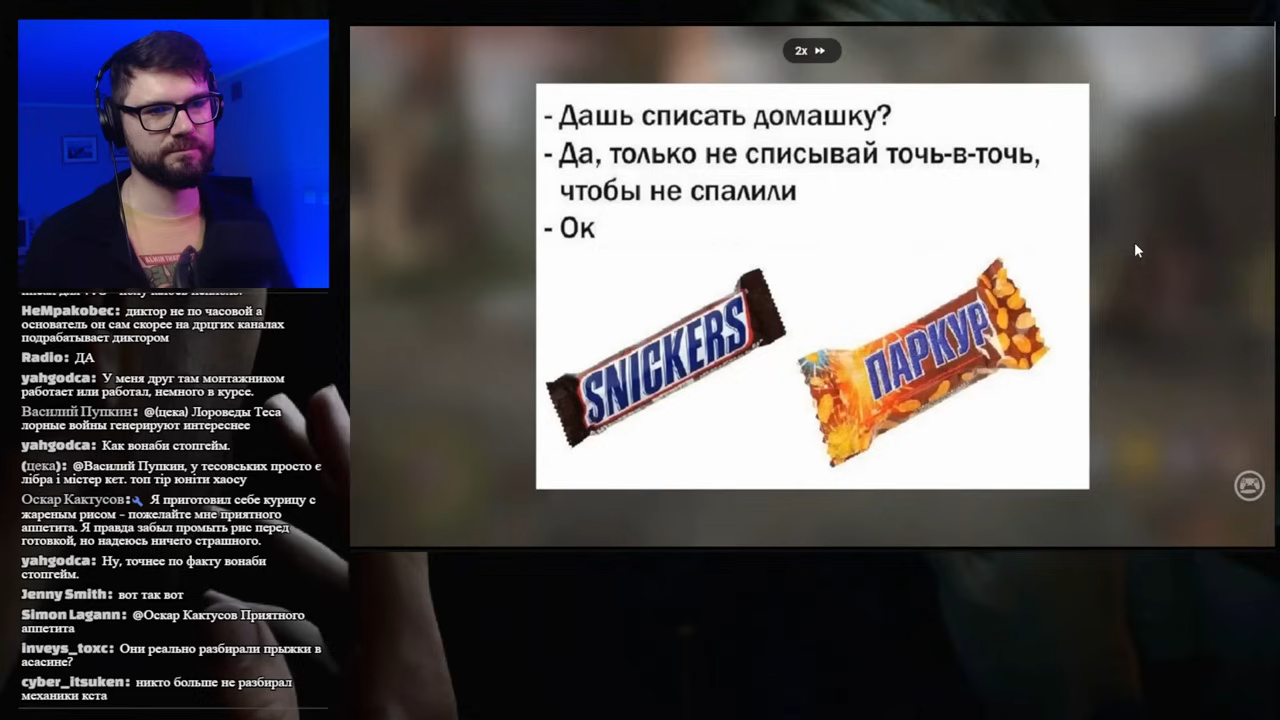 2x
- Дашь списать домашку?
- Да, только не списывай точь-в-точь,
чтобы не спалили
- Ок
SNICKERS
ПАРКУР
HeMpakobec: диктор не по часовой а
основатель он сам скорее на дрцгих каналах
подрабатывает диктором
Radio: ДА
yahgodca: У меня друг там монтажником
работает или работал, немного в курсе.
Василий Пупкин: @(цека) Лороведы Теса
лорные войны генерируют интереснее
yahgodca: Как вонаби стопгейм.
(цека): @Василий Пупкин, у тесовських просто є
лібра і містер кєт. топ тір юніти хаосу
Оскар Кактусов: Я приготовил себе курицу с
жареным рисом - пожелайте мне приятного
аппетита. Я правда забыл промыть рис перед
готовкой, но надеюсь ничего страшного.
yahgodca: Ну, точнее по факту вонаби
стопгейм.
Jenny Smith: вот так вот
Simon Lagann: @Оскар Кактусов Приятного
аппетита
inveys_toxc: Они реально разбирали прыжки в
асасине?
cyber_itsuken: никто больше не разбирал
механики кста